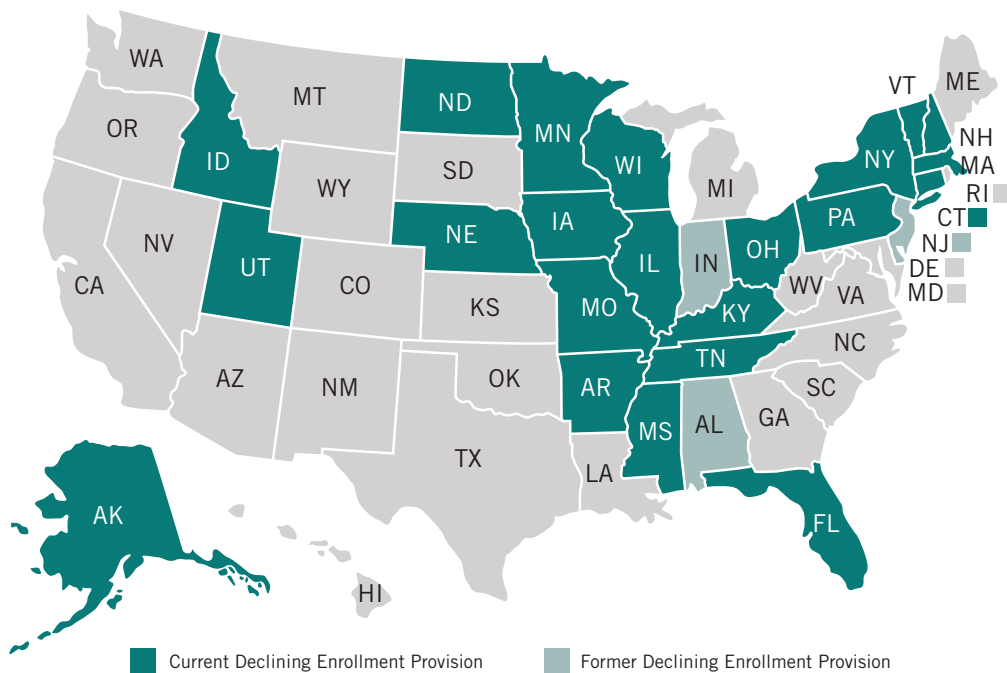 WA
MT
ND
MN
VT
ME
OR
ID
SD
WI
NH
NY
MA
WY
MI
RI
CT
PA
NJ
NV
NE
IA
DE
UT
IL
IN
OH
CA
CO
WV
MD
KS
MO
VA
KY
NC
AZ
NM
OK
TN
AR
SC
MS
AL
GA
TX
LA
AK
FL
HI
Current Declining Enrollment Provision
Former Declining Enrollment Provision